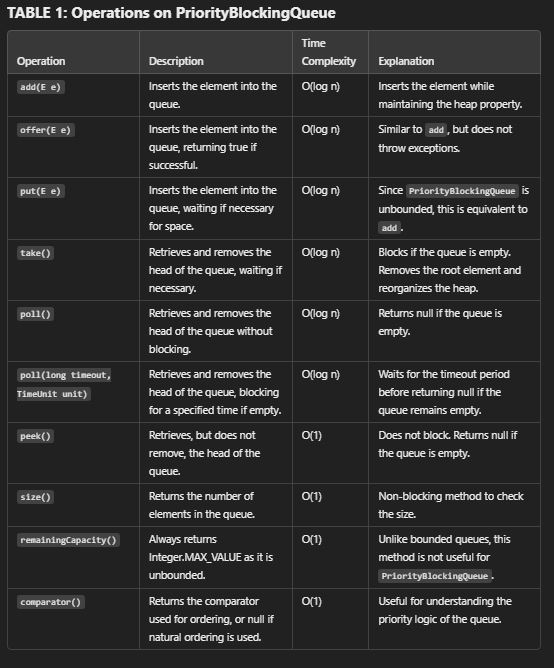 TABLE 1: Operations on PriorityBlockingQueue
Time
Operation Description Complexity Explanation
add(E e) Inserts the element into the O(log n) Inserts the element while
queue. maintaining the heap property.
offer(E e) Inserts the element into the O(log n) Similar to add , but does not
queue, returning true if throw exceptions.
successful.
put(E e) Inserts the element into the O(log n) Since PriorityBlockingQueue is
queue, waiting if necessary unbounded, this is equivalent to
for space. add .
take() Retrieves and removes the O(log n) Blocks if the queue is empty.
head of the queue, waiting if Removes the root element and
necessary. reorganizes the heap.
poll() Retrieves and removes the O(log n) Returns null if the queue is
head of the queue without empty.
blocking.
poll(long timeout, Retrieves and removes the O(log n) Waits for the timeout period
TimeUnit unit) head of the queue, blocking before returning null if the
for a specified time if empty. queue remains empty.
peek() Retrieves, but does not O(1) Does not block. Returns null if
remove, the head of the the queue is empty.
queue.
size() Returns the number of O(1) Non-blocking method to check
elements in the queue. the size.
remainingCapacity() Always returns O(1) Unlike bounded queues, this
Integer.MAX_VALUE as it is method is not useful for
unbounded. PriorityBlockingQueue .
comparator() Returns the comparator O(1) Useful for understanding the
used for ordering, or null if priority logic of the queue.
natural ordering is used.